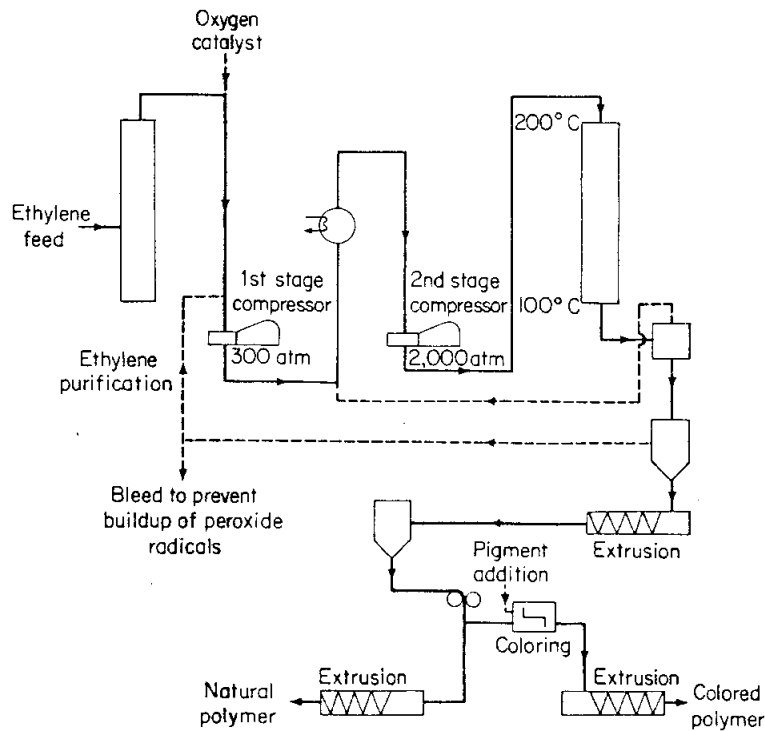 Oxygen
catalyst
200° C
Ethylene
feed
1st stage
compressor
2nd stage
compressor
100° C
300 atm
2,000 atm
Ethylene
purification
Bleed to prevent
buildup of peroxide
radicals
Extrusion
Pigment
addition
Coloring
Extrusion
Natural
polymer
Extrusion
Colored
polymer